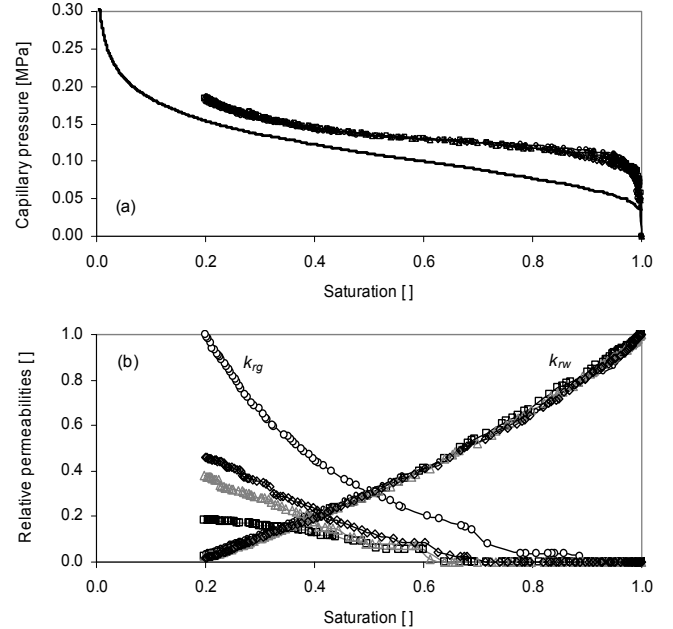 0.30
0.25
0.20
0.15
0.10
0.05
0.00
Capillary pressure [MPa]
(a)
0.0 0.2 0.4 0.6 0.8 1.0
Saturation [ ]
1.0
0.8
0.6
0.4
0.2
0.0
Relative permeabilities [ ]
(b)
krg
krw
0.0 0.2 0.4 0.6 0.8 1.0
Saturation [ ]